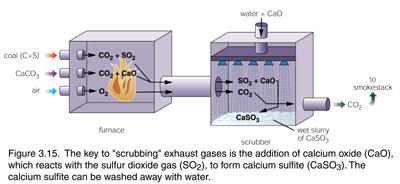 water + CaO
coal (C+S)
CaCO3
air
CO2 + SO2
CO2 + CaO
O2
furnace
SO2 + CaO
CO2
CaSO3
scrubber
wet slurry
of CaSO3
to
smokestack
CO2
Figure 3.15. The key to "scrubbing" exhaust gases is the addition of calcium oxide (CaO),
which reacts with the sulfur dioxide gas (SO2), to form calcium sulfite (CaSO3). The
calcium sulfite can be washed away with water.